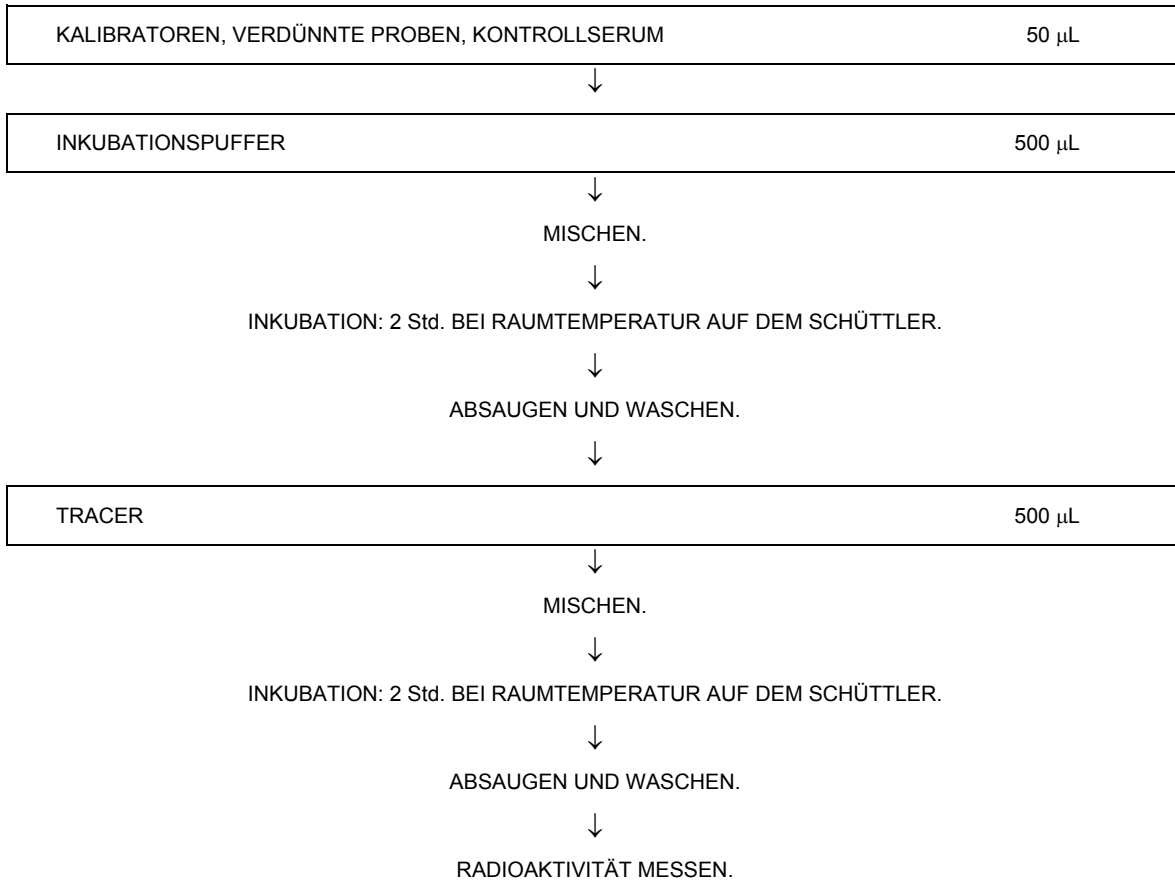 KALIBRATOREN, VERDÜNNTE PROBEN, KONTROLLSERUM 50 µL
↓
INKUBATIONSPUFFER 500 µL
↓
MISCHEN.
↓
INKUBATION: 2 Std. BEI RAUMTEMPERATUR AUF DEM SCHÜTTLER.
↓
ABSAUGEN UND WASCHEN.
↓
TRACER 500 µL
↓
MISCHEN.
↓
INKUBATION: 2 Std. BEI RAUMTEMPERATUR AUF DEM SCHÜTTLER.
↓
ABSAUGEN UND WASCHEN.
↓
RADIOAKTIVITÄT MESSEN.